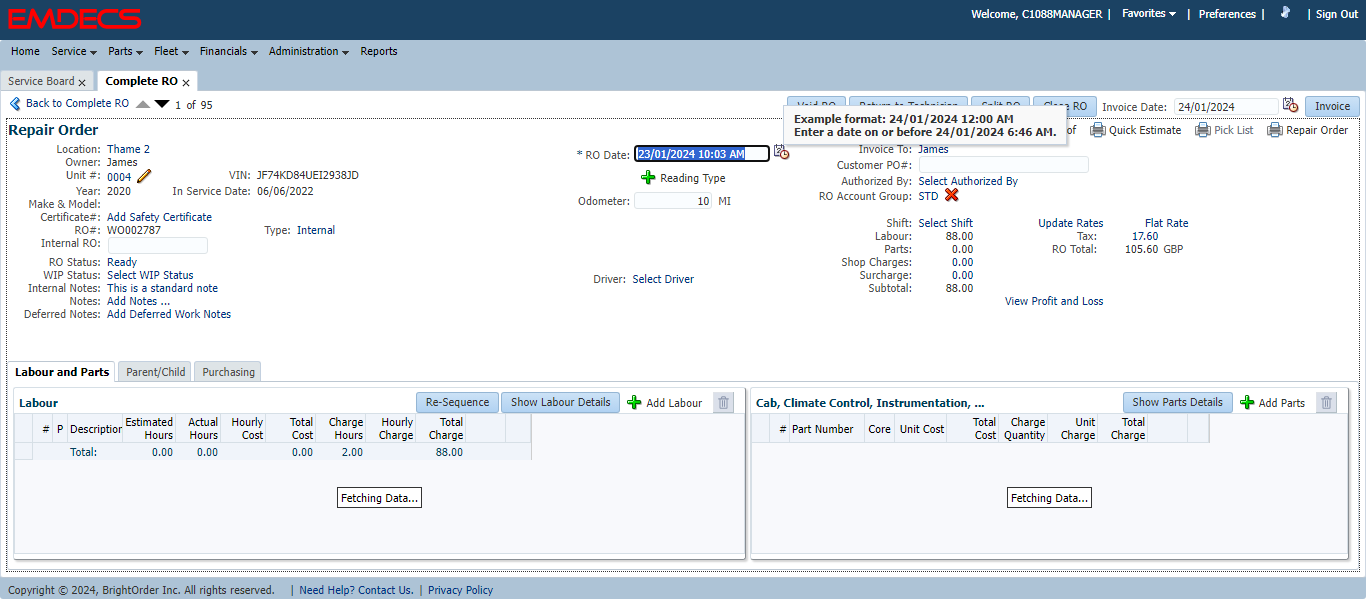 EMDECS
Welcome, C1088MANAGER | Favorites | Preferences | | Sign Out
Home Service Parts Fleet Financials Administration Reports
Service Board x Complete RO x
Back to Complete RO 1 of 95
Void RO Return to Technician Split RO Close RO Invoice Date: 24/01/2024 Invoice
Example format: 24/01/2024 12:00 AM
Enter a date on or before 24/01/2024 6:46 AM.
Repair Order
of Quick Estimate Pick List Repair Order
Location: Thame 2
* RO Date: 23/01/2024 10:03 AM
Invoice To: James
Owner: James
Customer PO#:
Unit #: 0004 VIN: JF74KD84UEI2938JD
Reading Type
Authorized By: Select Authorized By
Year: 2020 In Service Date: 06/06/2022
RO Account Group: STD
Make & Model:
Odometer: 10 MI
Certificate#: Add Safety Certificate
Shift: Select Shift Update Rates Flat Rate
RO#: WO002787 Type: Internal
Labour: 88.00 Tax: 17.60
Internal RO:
Parts: 0.00 RO Total: 105.60 GBP
RO Status: Ready
Shop Charges: 0.00
WIP Status: Select WIP Status
Driver: Select Driver
Surcharge: 0.00
Internal Notes: This is a standard note
Subtotal: 88.00
Notes: Add Notes ...
View Profit and Loss
Deferred Notes: Add Deferred Work Notes
Labour and Parts Parent/Child Purchasing
Labour Re-Sequence Show Labour Details Add Labour
# P Description Estimated Hours Actual Hours Hourly Cost Total Cost Charge Hours Hourly Charge Total Charge
Total: 0.00 0.00 0.00 2.00 88.00
Fetching Data...
Cab, Climate Control, Instrumentation, ... Show Parts Details Add Parts
# Part Number Core Unit Cost Total Cost Charge Quantity Unit Charge Total Charge
Fetching Data...
Copyright © 2024, BrightOrder Inc. All rights reserved. | Need Help? Contact Us. | Privacy Policy